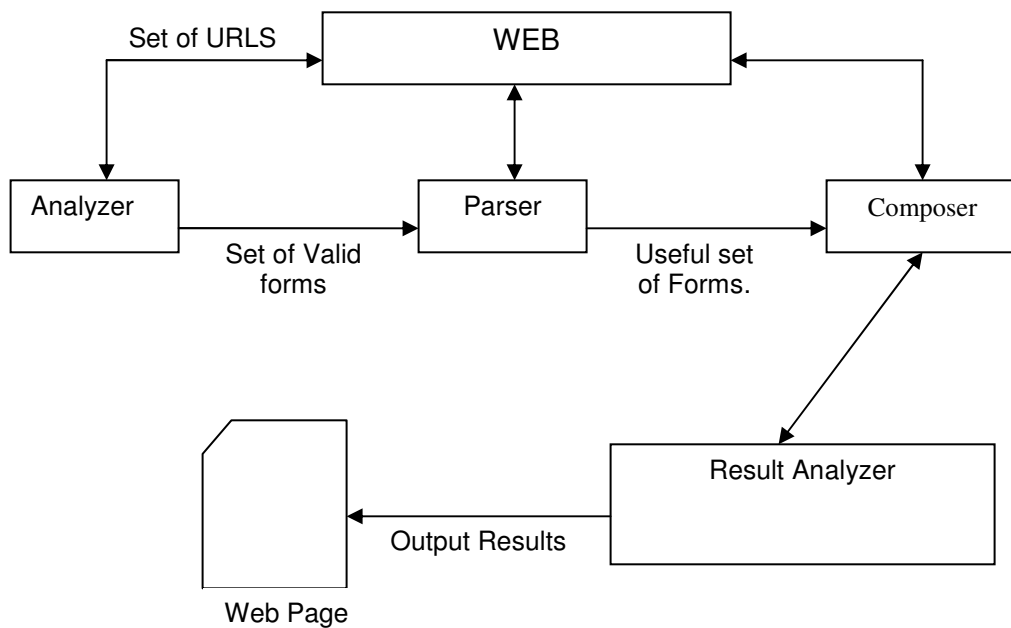 Set of URLS
WEB
Analyzer
Parser
Composer
Set of Valid
forms
Useful set
of Forms.
Result Analyzer
Output Results
Web Page